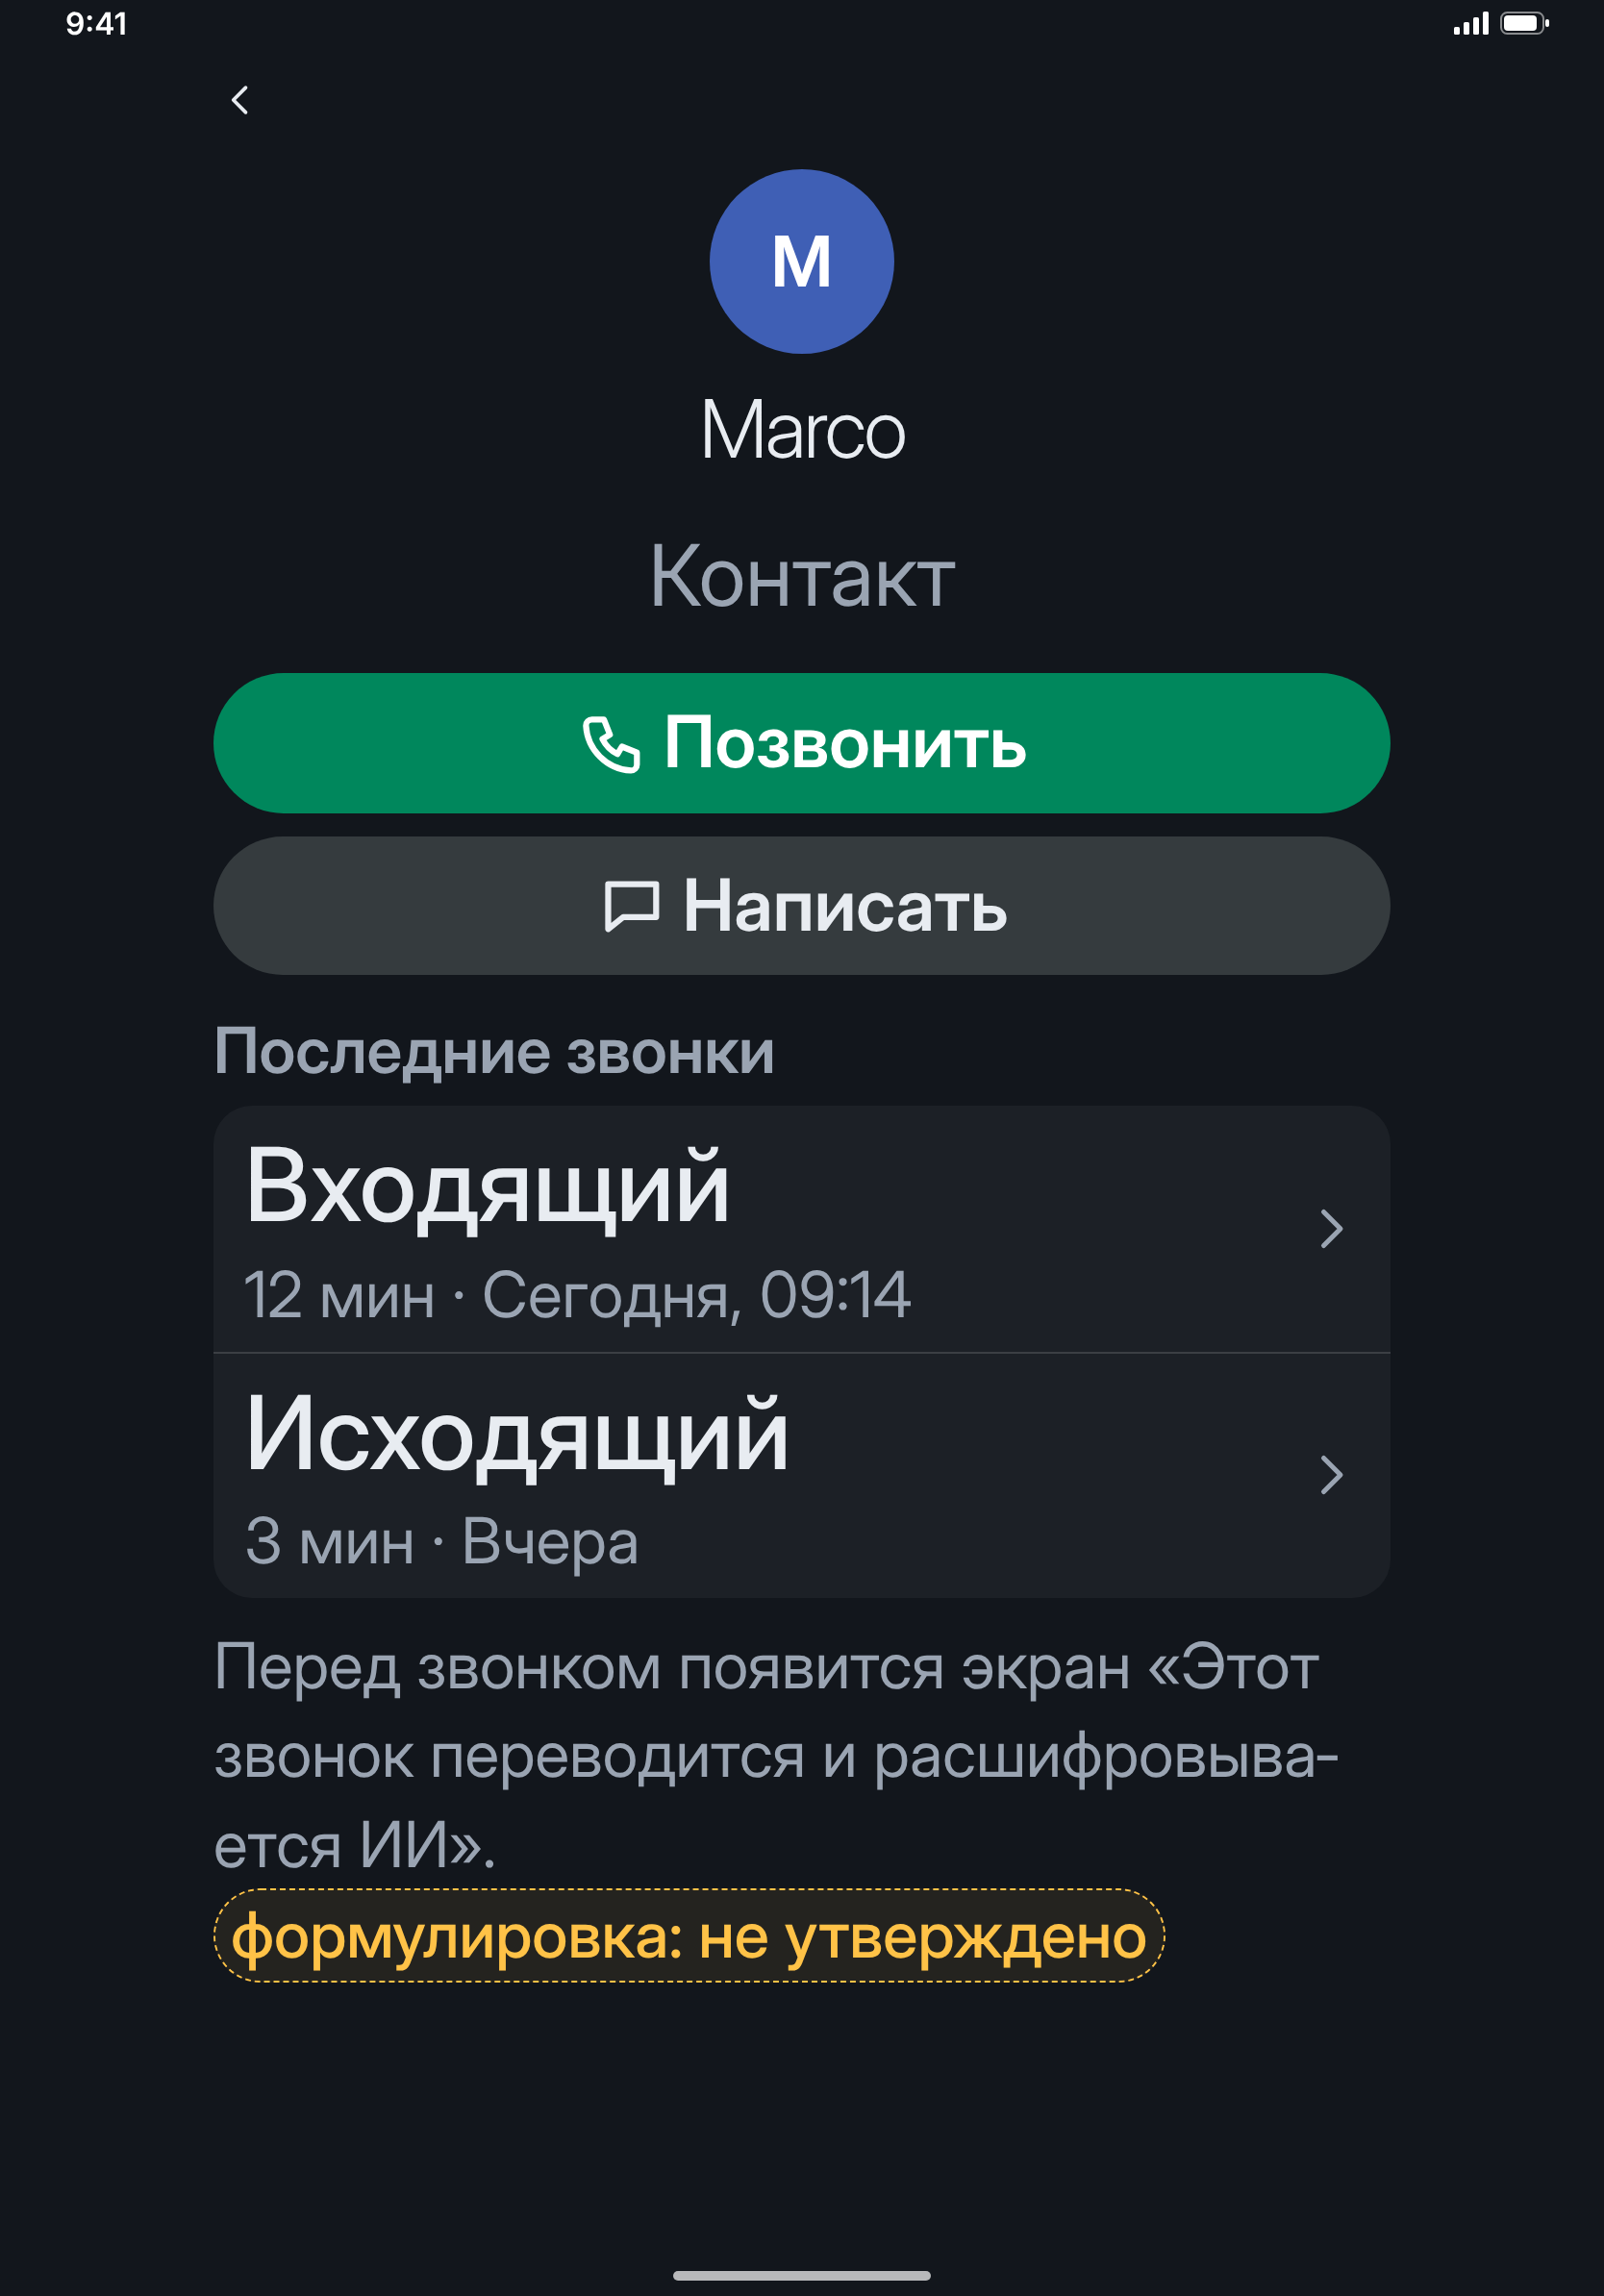 9:41
M
Marco
Контакт
Позвонить
Написать
Последние звонки
Входящий
12 мин · Сегодня, 09:14
Исходящий
3 мин · Вчера
Перед звонком появится экран «Этот
звонок переводится и расшифровыва-
ется ИИ».
формулировка: не утверждено